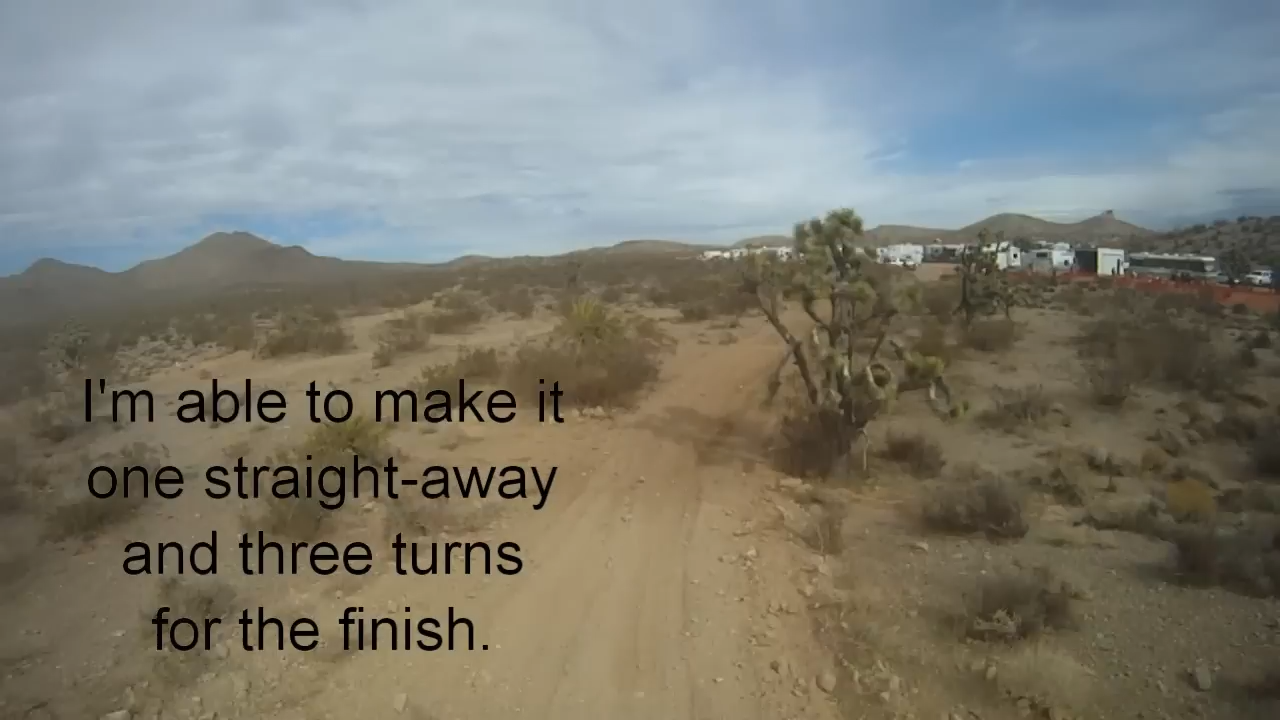 I'm able to make it
one straight-away
and three turns
for the finish.